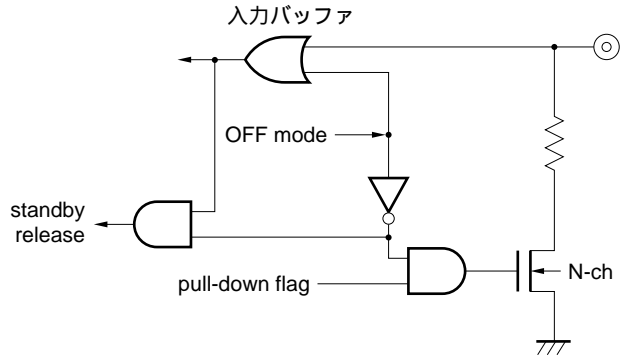 入力バッファ
OFF mode
standby
release
pull-down flag
N-ch